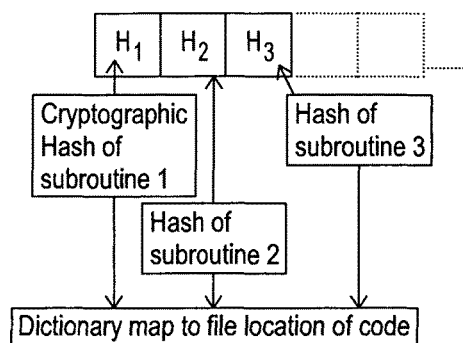 H1 H2 H3
Cryptographic
Hash of
subroutine 1
Hash of
subroutine 3
Hash of
subroutine 2
Dictionary map to file location of code